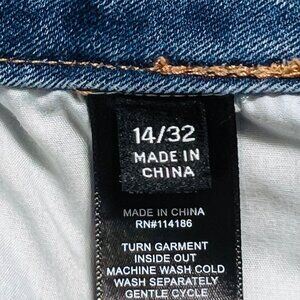 14/32
MADE IN
CHINA
MADE IN CHINA
RN#114186
TURN GARMENT
INSIDE OUT
MACHINE WASH COLD
WASH SEPARATELY
GENTLE CYCLE